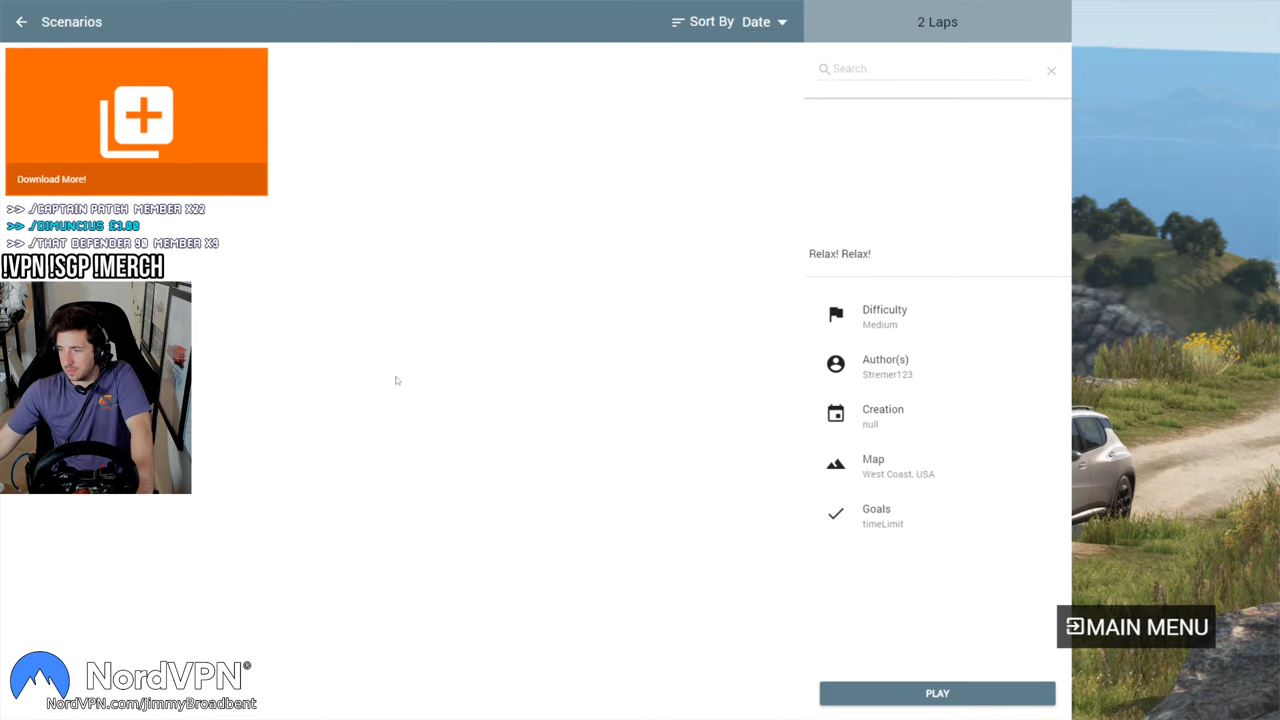 Scenarios
Sort By Date
2 Laps
Search
Download More!
>> ./CAPTAIN PATCH MEMBER X22
>> ./DIMUNCIUS £3.00
>> ./THAT DEFENDER 90 MEMBER X9
!VPN !SGP !MERCH
Relax! Relax!
Difficulty
Medium
Author(s)
Stremer123
Creation
null
Map
West Coast, USA
Goals
timeLimit
MAIN MENU
PLAY
NordVPN®
NordVPN.com/JimmyBroadbent